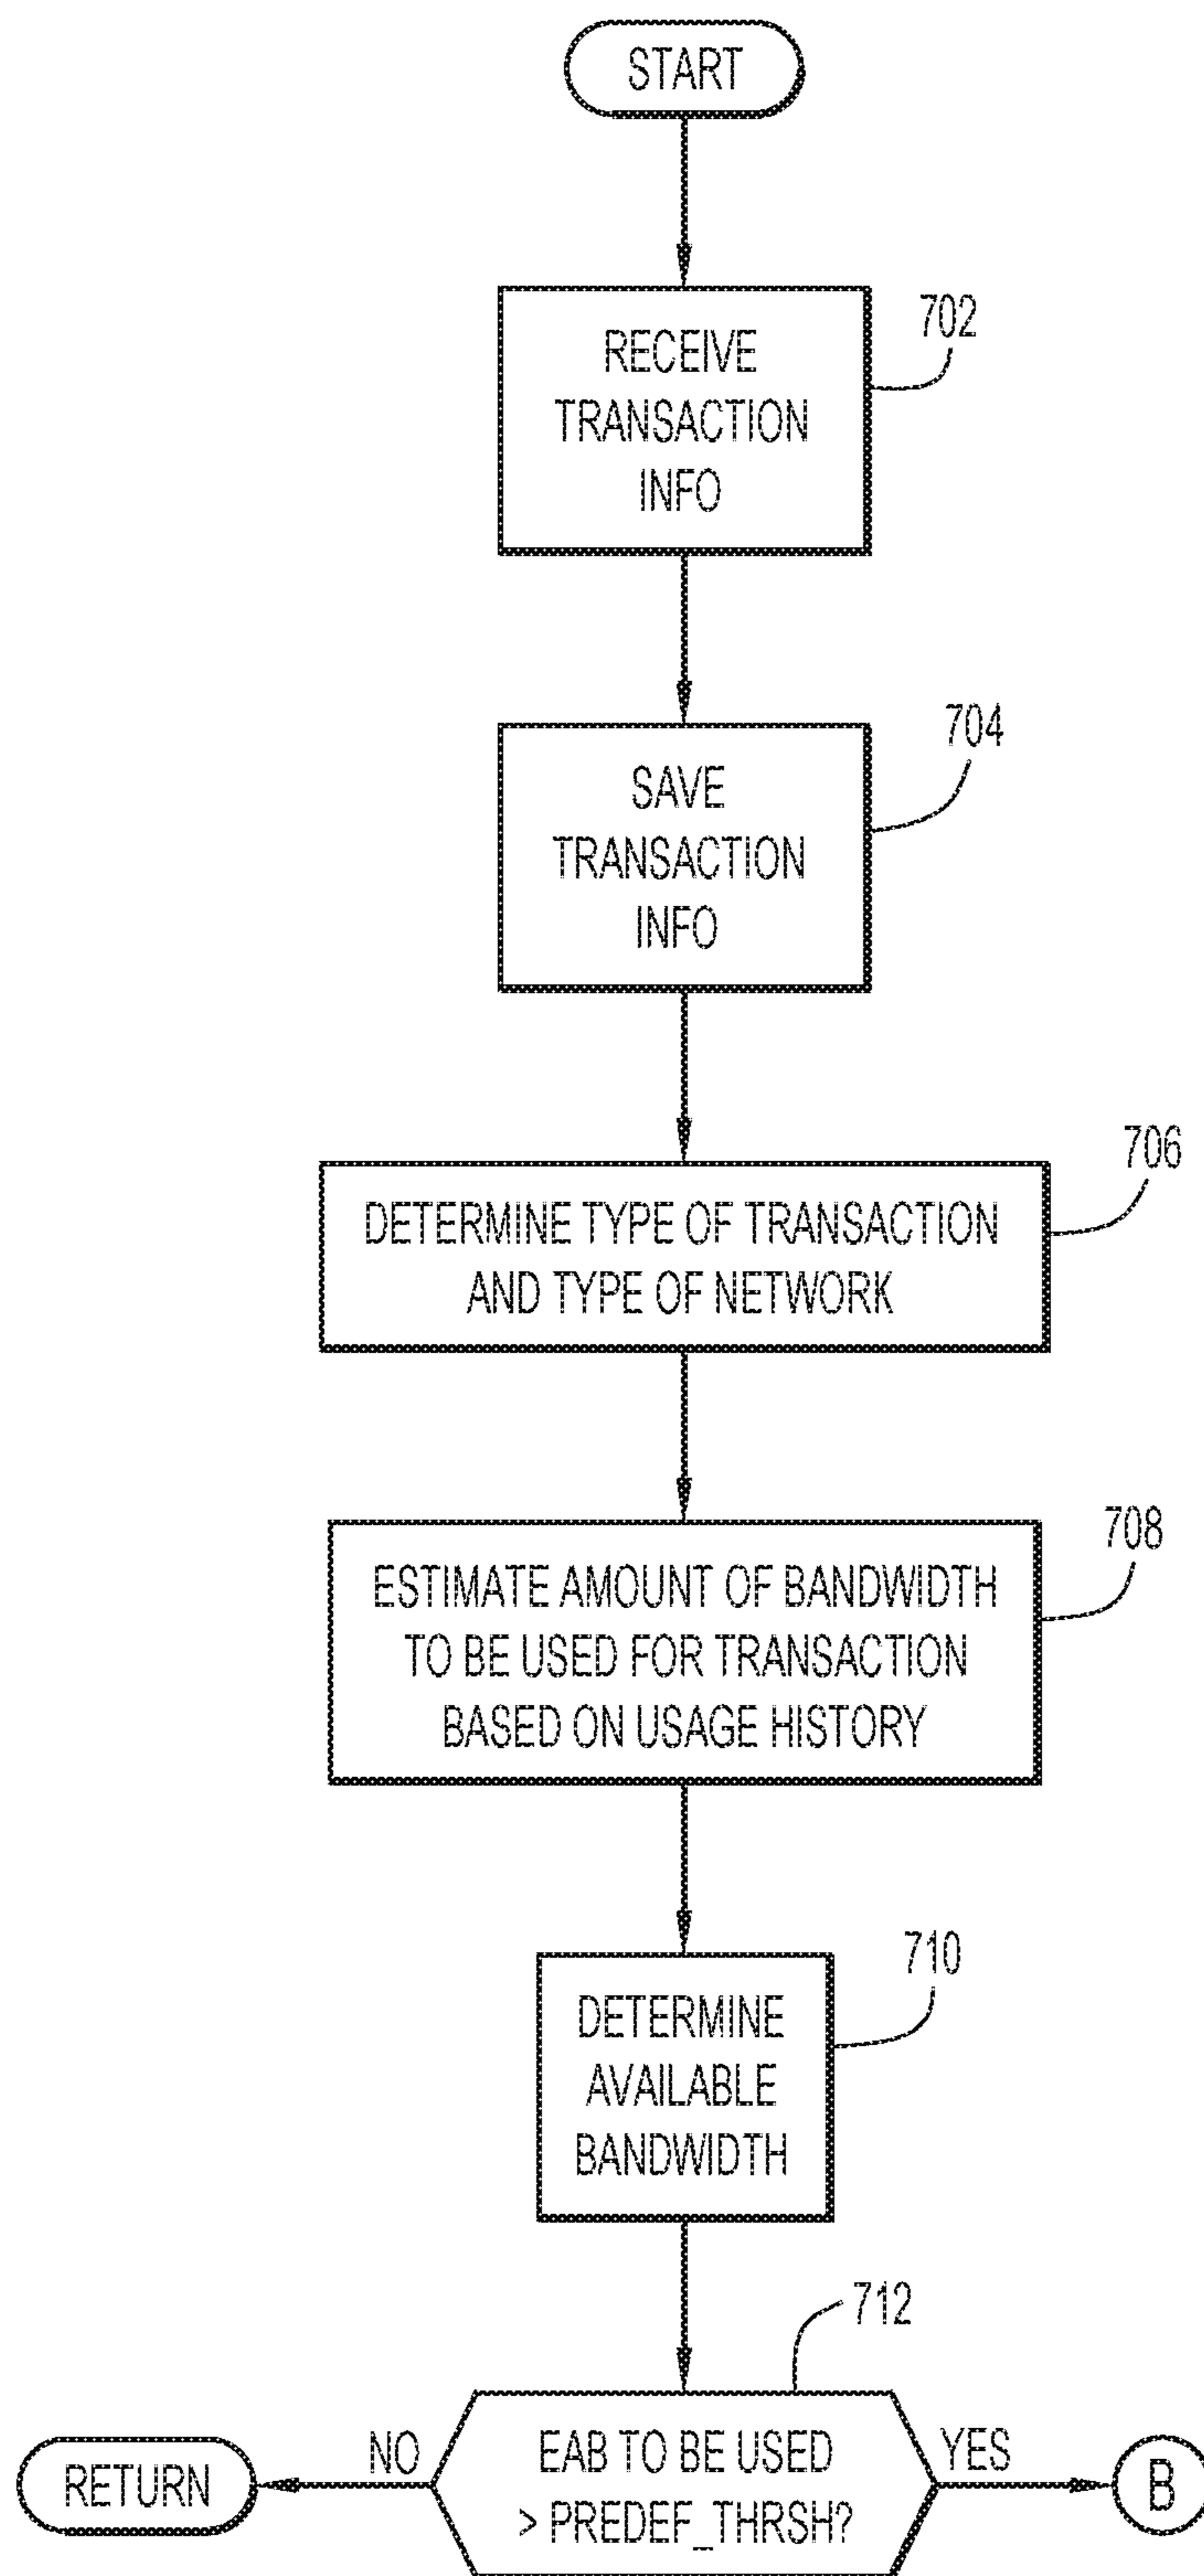 START
702
RECEIVE
TRANSACTION
INFO
704
SAVE
TRANSACTION
INFO
706
DETERMINE TYPE OF TRANSACTION
AND TYPE OF NETWORK
708
ESTIMATE AMOUNT OF BANDWIDTH
TO BE USED FOR TRANSACTION
BASED ON USAGE HISTORY
710
DETERMINE
AVAILABLE
BANDWIDTH
712
RETURN
NO
EAB TO BE USED
> PREDEF_THRSH?
YES
B